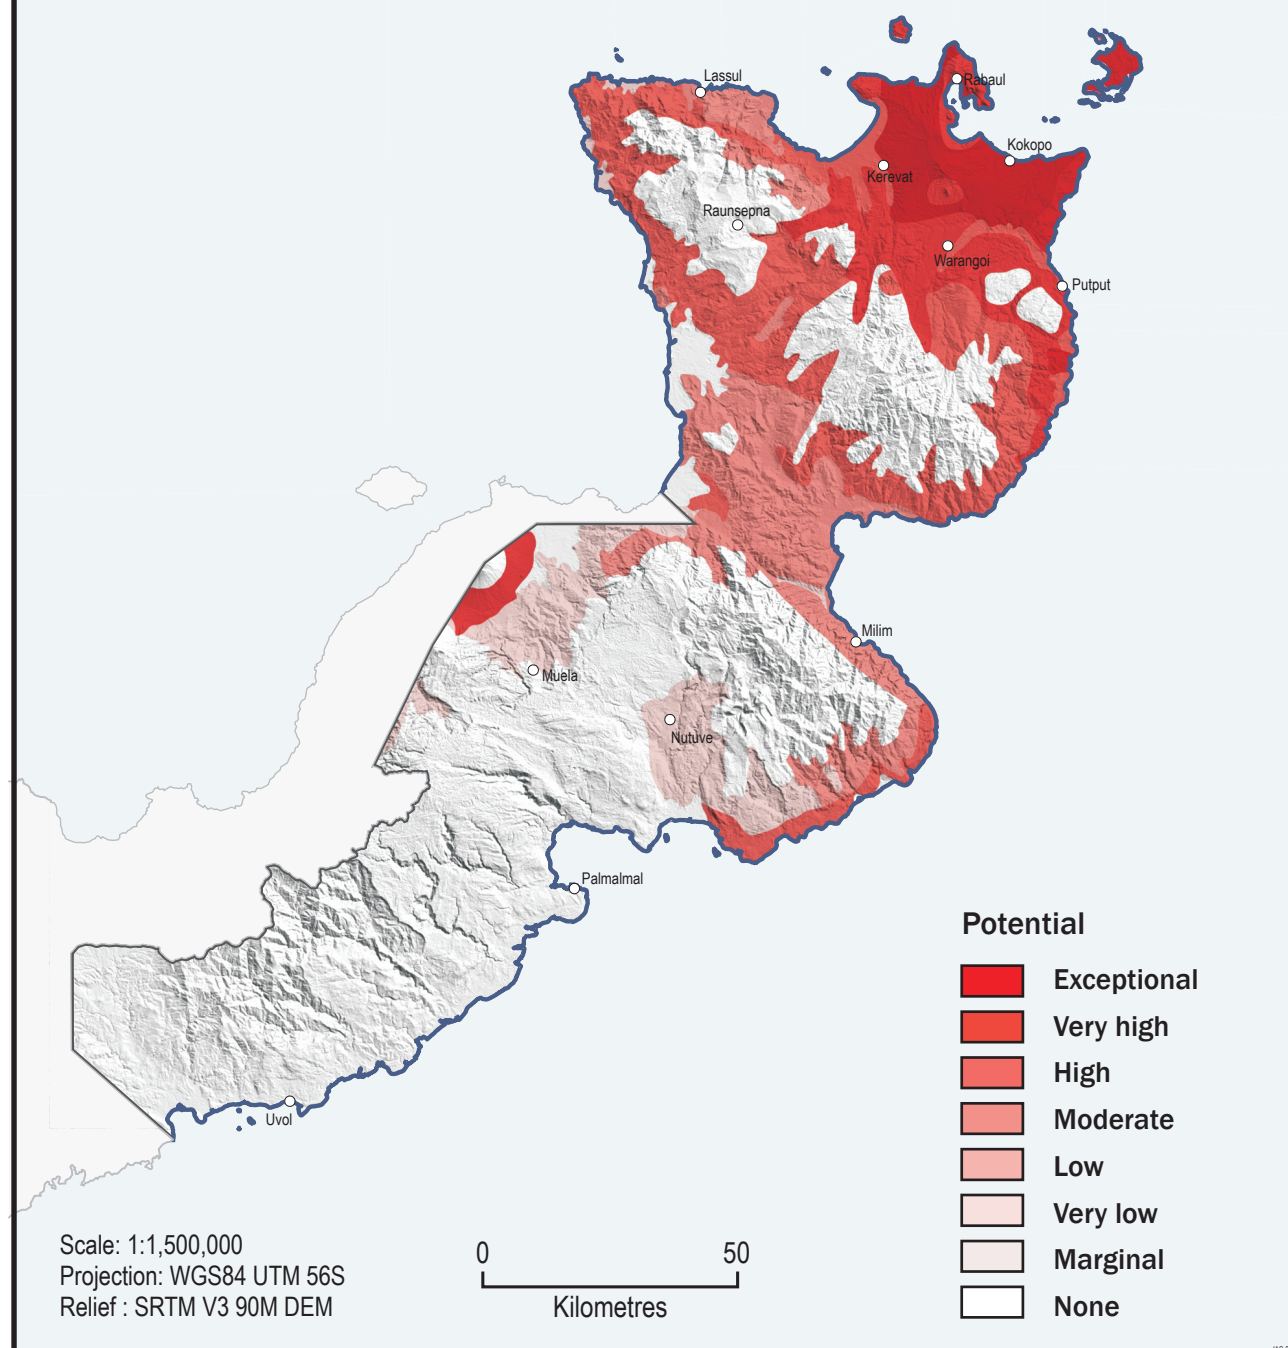 Lassul
Rabaul
Kokopo
Kerevat
Raunsepna
Warangoi
Putput
Milim
Muela
Nutuve
Palmalmal
Uvol
Potential
Exceptional
Very high
High
Moderate
Low
Very low
Marginal
None
Scale: 1:1,500,000
Projection: WGS84 UTM 56S
Relief : SRTM V3 90M DEM
0 50
Kilometres